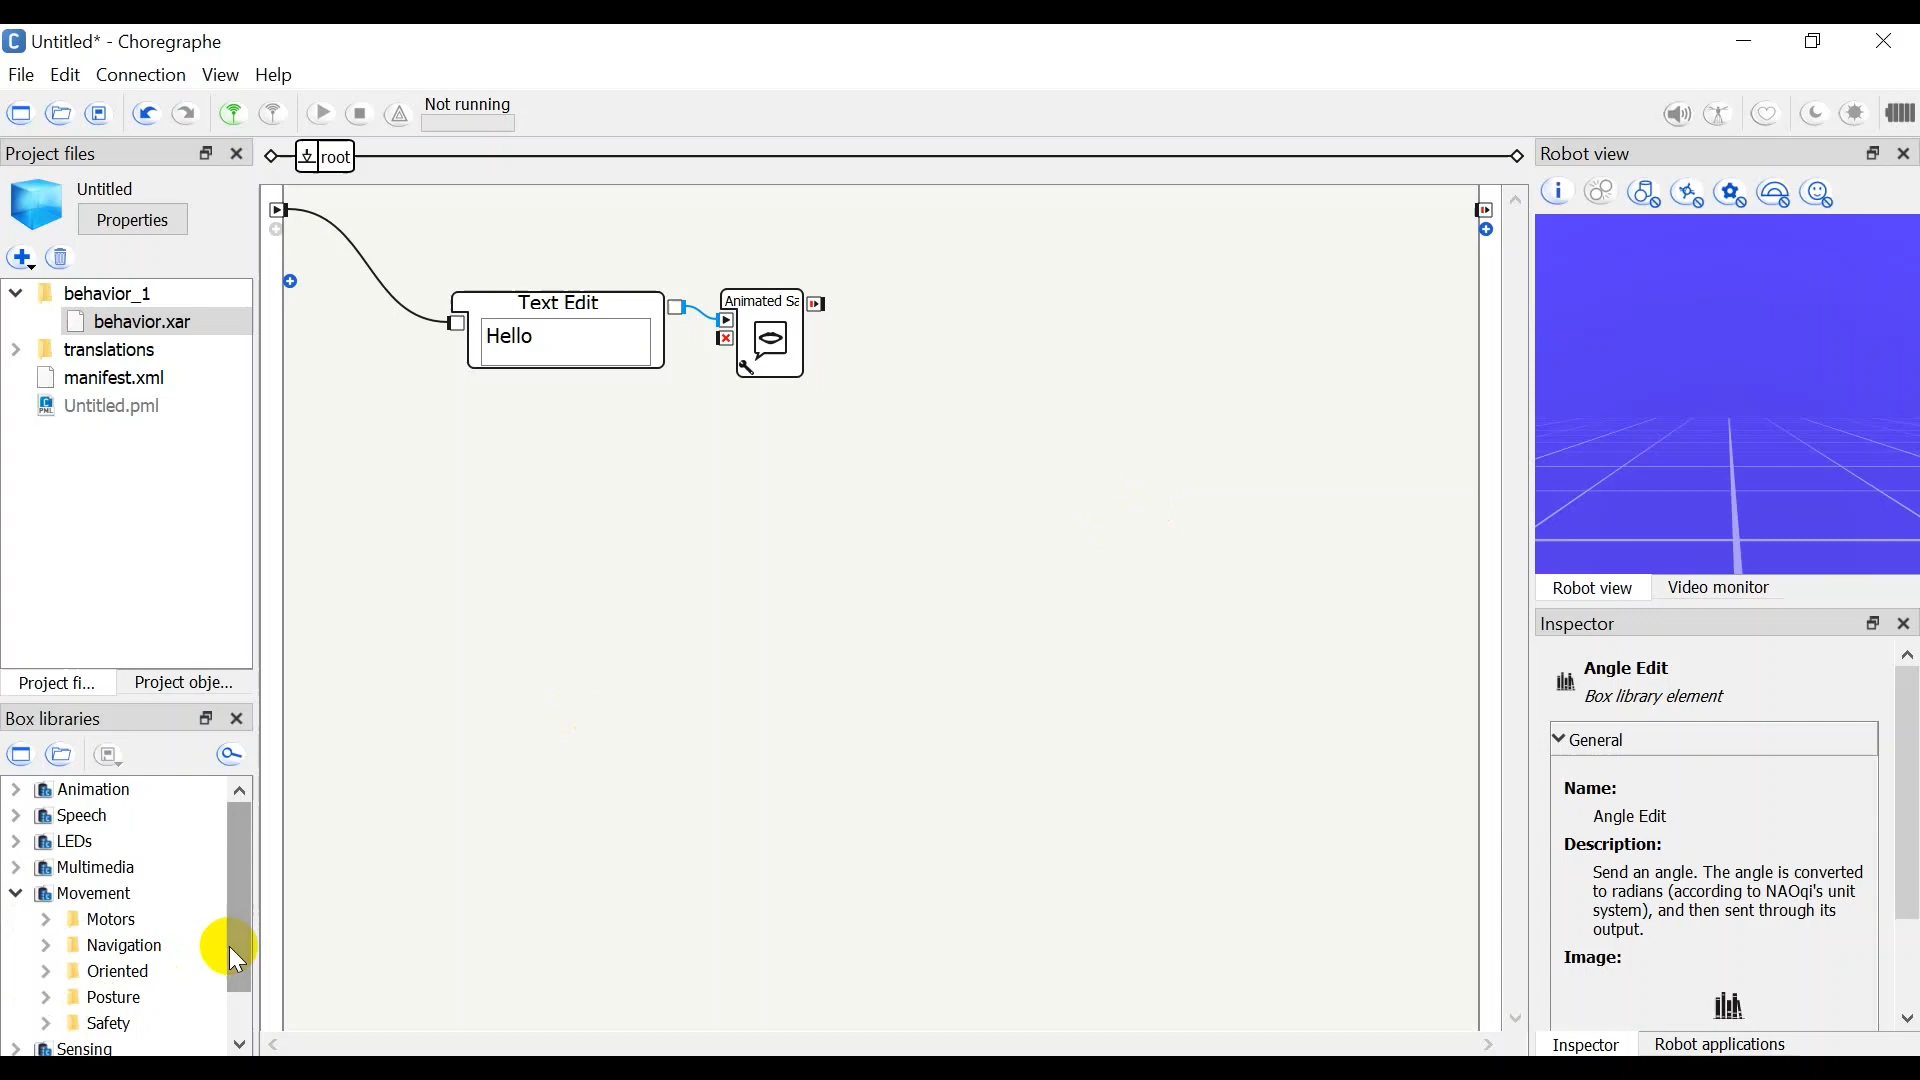 Untitled* - Choregraphe
File Edit Connection View Help
Not running
Project files
root
Robot view
Untitled
Properties
behavior_1
behavior.xar
translations
manifest.xml
Untitled.pml
Text Edit
Hello
Animated Sa
Project fi... Project obje...
Robot view Video monitor
Box libraries
Animation
Speech
LEDs
Multimedia
Movement
Motors
Navigation
Oriented
Posture
Safety
Sensing
Inspector
Angle Edit
Box library element
General
Name:
Angle Edit
Description:
Send an angle. The angle is converted
to radians (according to NAOqi's unit
system), and then sent through its
output.
Image:
Inspector Robot applications